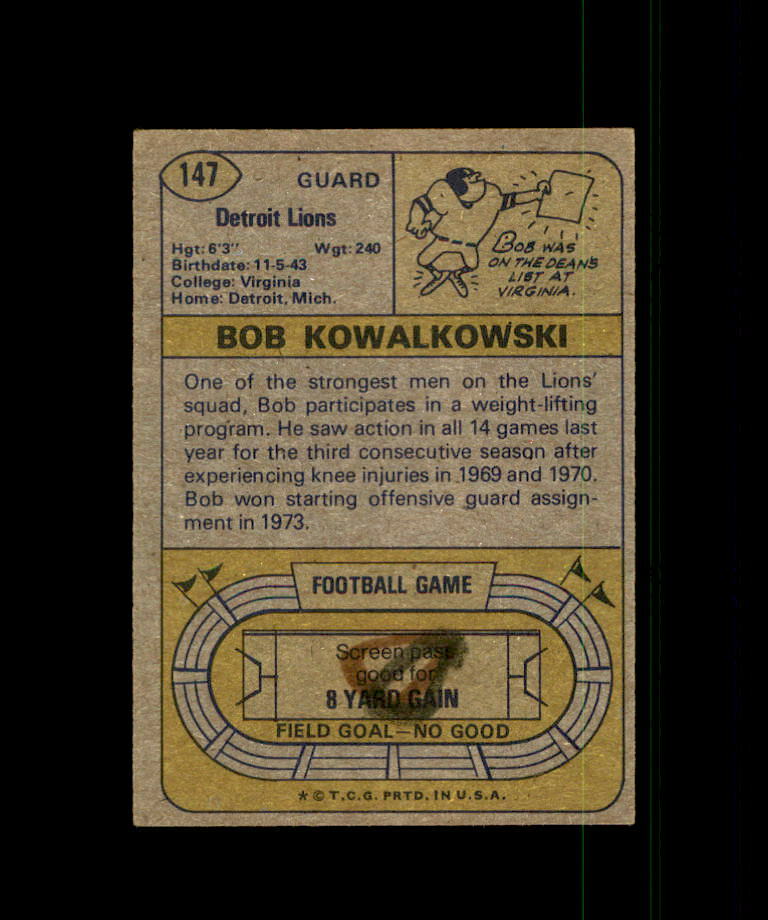 147
GUARD
Detroit Lions
Hgt: 6'3" Wgt: 240
Birthdate: 11-5-43
College: Virginia
Home: Detroit, Mich.
BOB WAS
ON THE DEAN'S
LIST AT
VIRGINIA.
BOB KOWALKOWSKI
One of the strongest men on the Lions'
squad, Bob participates in a weight-lifting
program. He saw action in all 14 games last
year for the third consecutive season after
experiencing knee injuries in 1969 and 1970.
Bob won starting offensive guard assign-
ment in 1973.
FOOTBALL GAME
Screen pass
good for
8 YARD GAIN
FIELD GOAL—NO GOOD
* © T.C.G. PRTD. IN U.S.A.